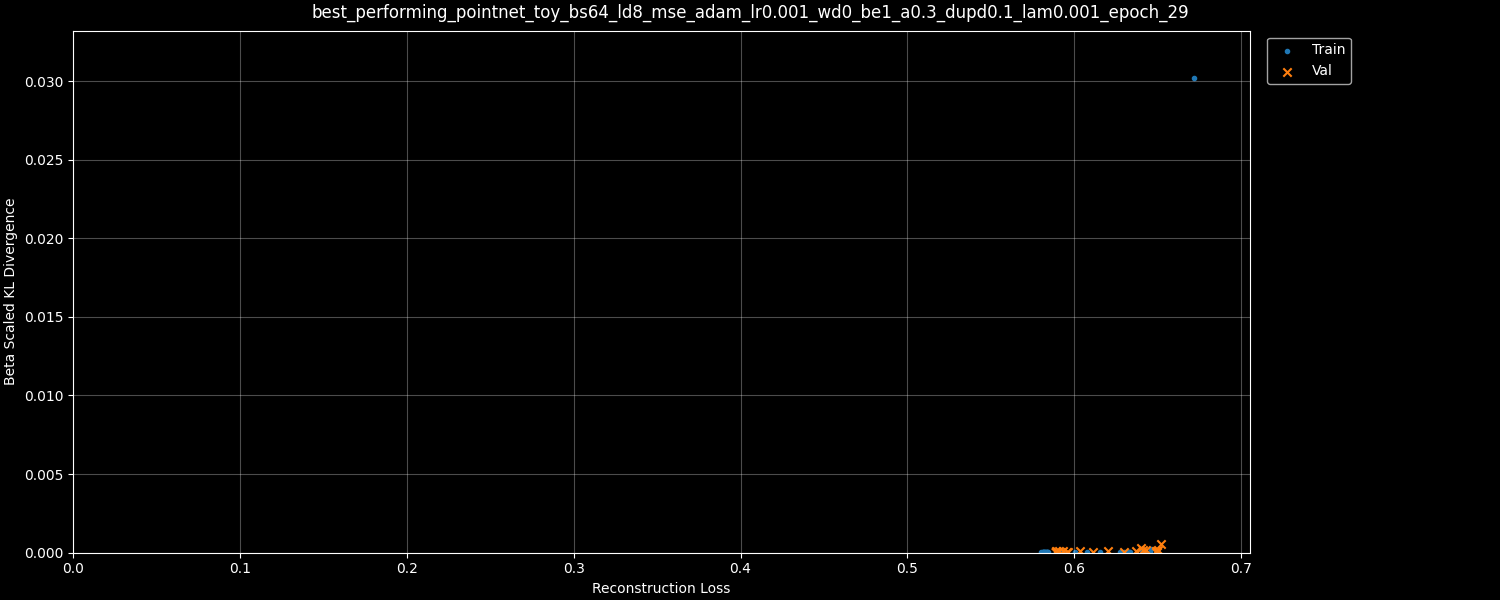 best_performing_pointnet_toy_bs64_ld8_mse_adam_lr0.001_wd0_be1_a0.3_dupd0.1_lam0.001_epoch_29
Train
Val
Beta Scaled KL Divergence
0.030
0.025
0.020
0.015
0.010
0.005
0.000
0.0 0.1 0.2 0.3 0.4 0.5 0.6 0.7
Reconstruction Loss